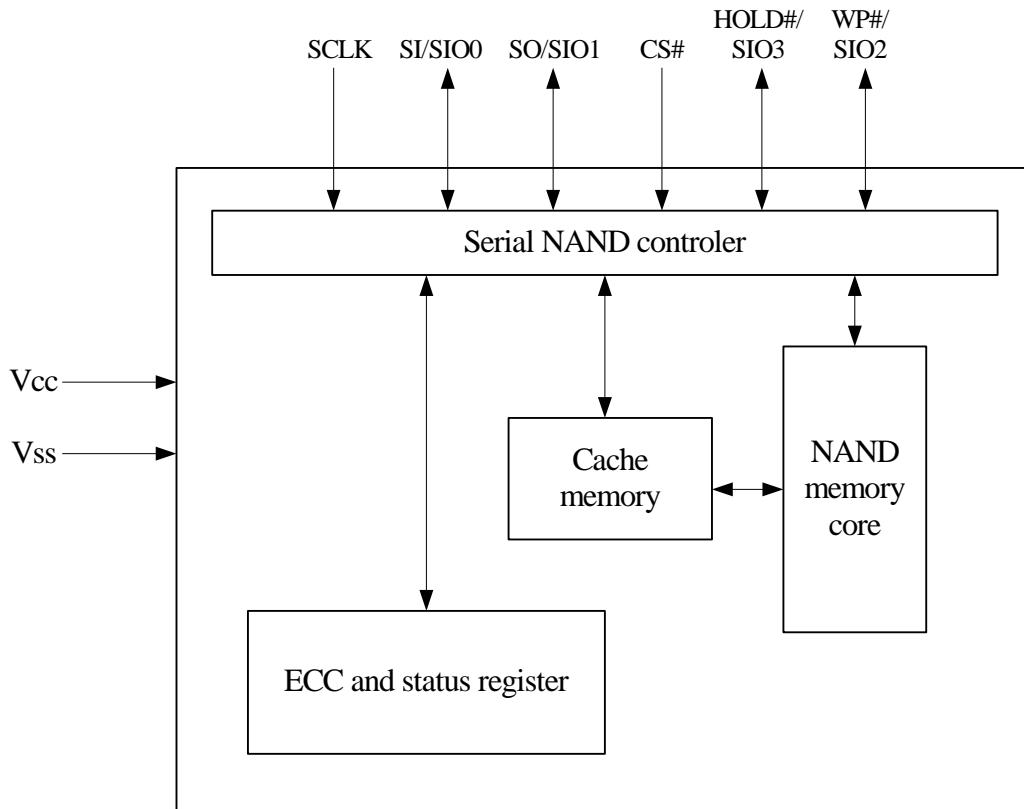 SCLK SI/SIO0 SO/SIO1 CS# HOLD#/ WP#/
SIO3 SIO2
Serial NAND controler
Vcc
Vss
Cache
memory
NAND
memory
core
ECC and status register